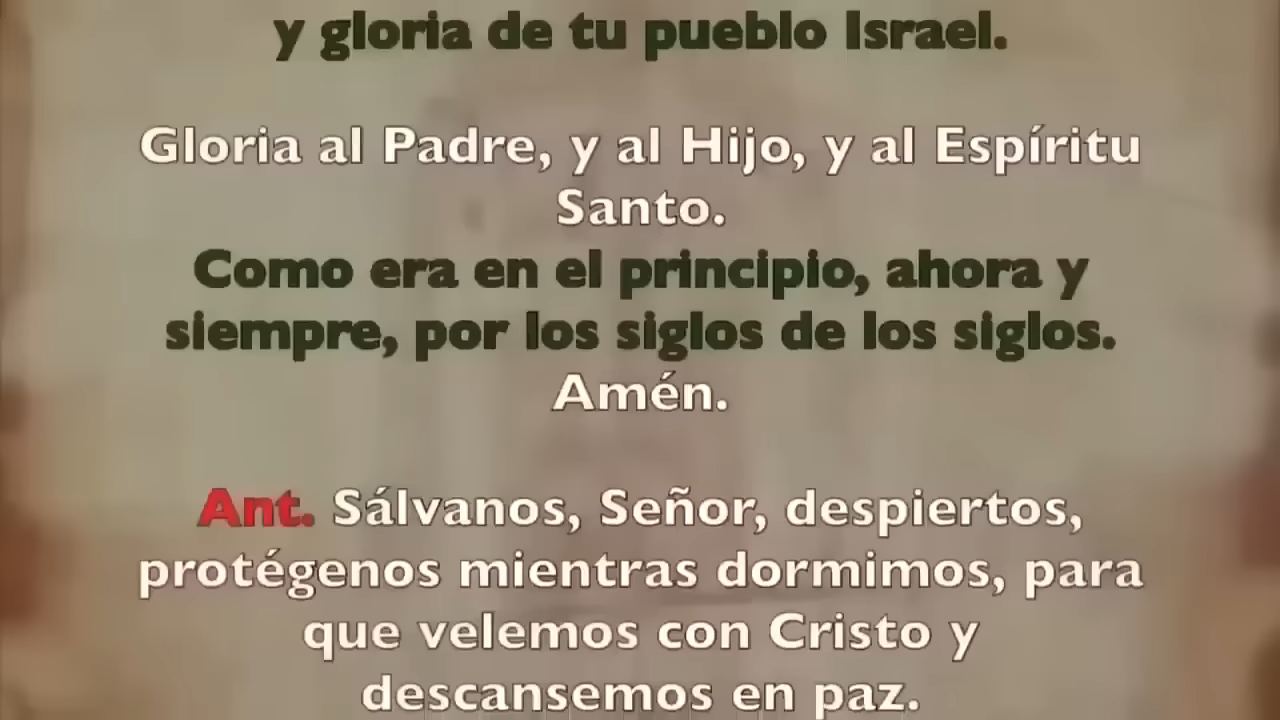 y gloria de tu pueblo Israel.
Gloria al Padre, y al Hijo, y al Espíritu
Santo.
Como era en el principio, ahora y
siempre, por los siglos de los siglos.
Amén.
Ant. Sálvanos, Señor, despiertos,
protégenos mientras dormimos, para
que velemos con Cristo y
descansemos en paz.